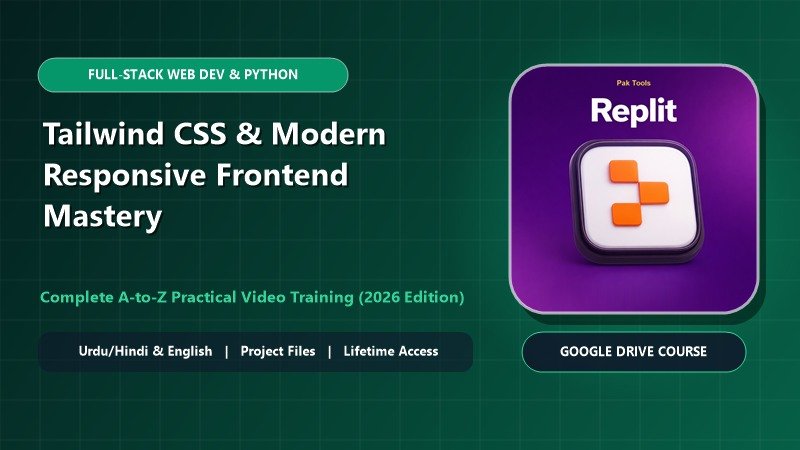 FULL-STACK WEB DEV & PYTHON
Tailwind CSS & Modern
Responsive Frontend
Mastery
Complete A-to-Z Practical Video Training (2026 Edition)
Urdu/Hindi & English | Project Files | Lifetime Access
Pak Tools
Replit
GOOGLE DRIVE COURSE